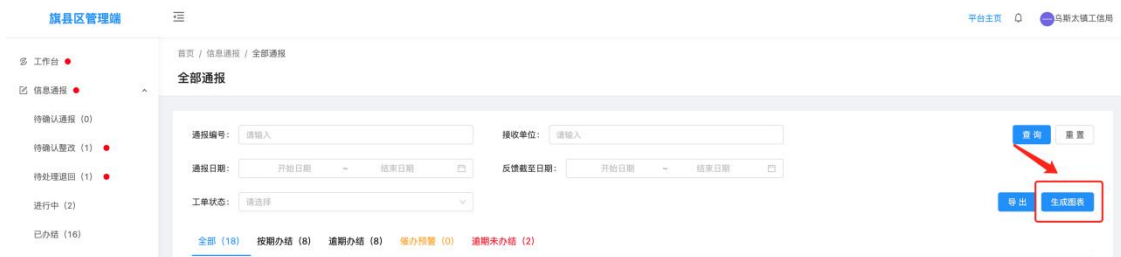 旗县区管理端
平台主页
乌斯太镇工信局
工作台
信息通报
待确认通报 (0)
待确认整改 (1)
待处理退回 (1)
进行中 (2)
已办结 (16)
首页 / 信息通报 / 全部通报
全部通报
通报编号: 请输入 接收单位: 请输入 查 询 重 置
通报日期: 开始日期 ~ 结束日期 反馈截至日期: 开始日期 ~ 结束日期
工单状态: 请选择 导 出 生成图表
全部 (18) 按期办结 (8) 逾期办结 (8) 催办预警 (0) 逾期未办结 (2)